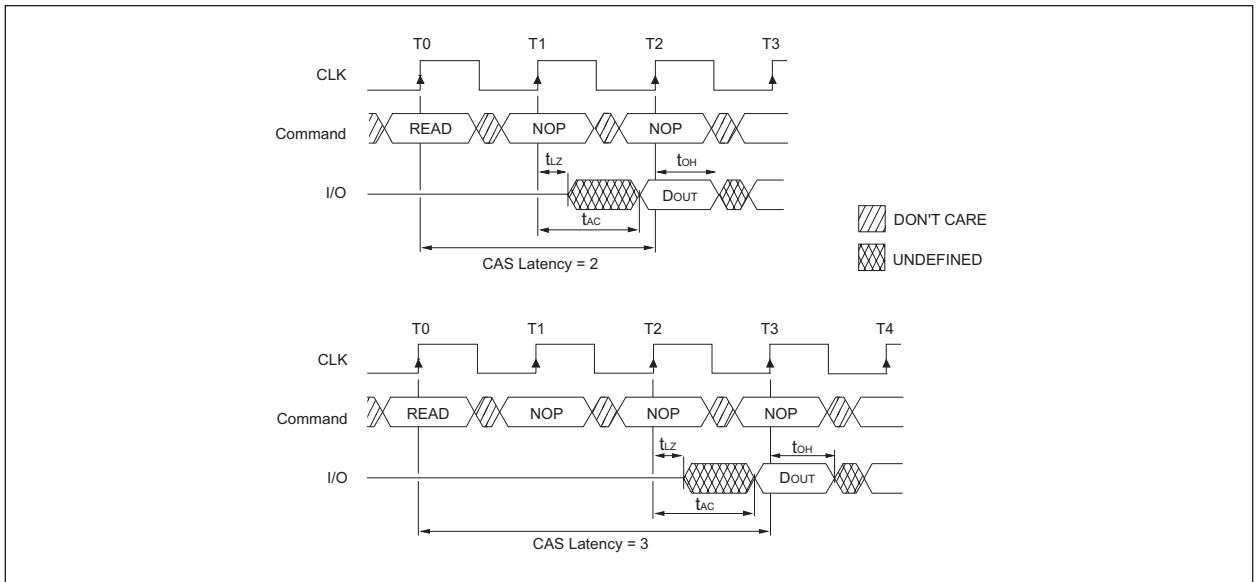 T0 T1 T2 T3
CLK
Command READ NOP NOP
tLZ tOH
I/O DOUT
tAC
CAS Latency = 2
DON'T CARE
UNDEFINED
T0 T1 T2 T3 T4
CLK
Command READ NOP NOP NOP
tLZ tOH
I/O DOUT
tAC
CAS Latency = 3